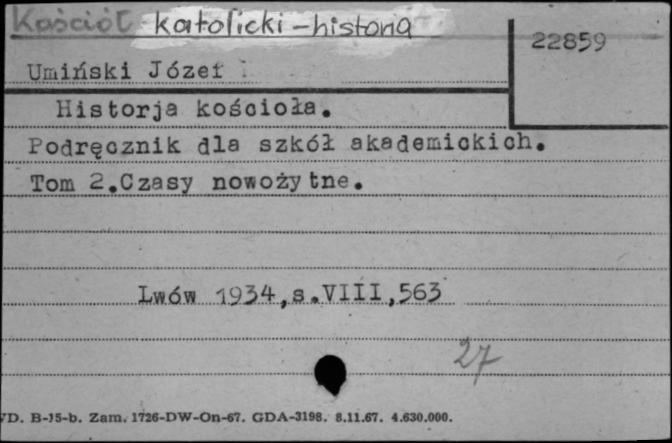 Kościół katolicki – historia
22859
Umiński Józef
Historja kościoła.
Podręcznik dla szkół akademickich.
Tom 2.Czasy nowożytne.
Lwów 1934,s.VIII,563
27
VD. B-15-b. Zam. 1726-DW-On-67. GDA-3198. 8.11.67. 4.630.000.